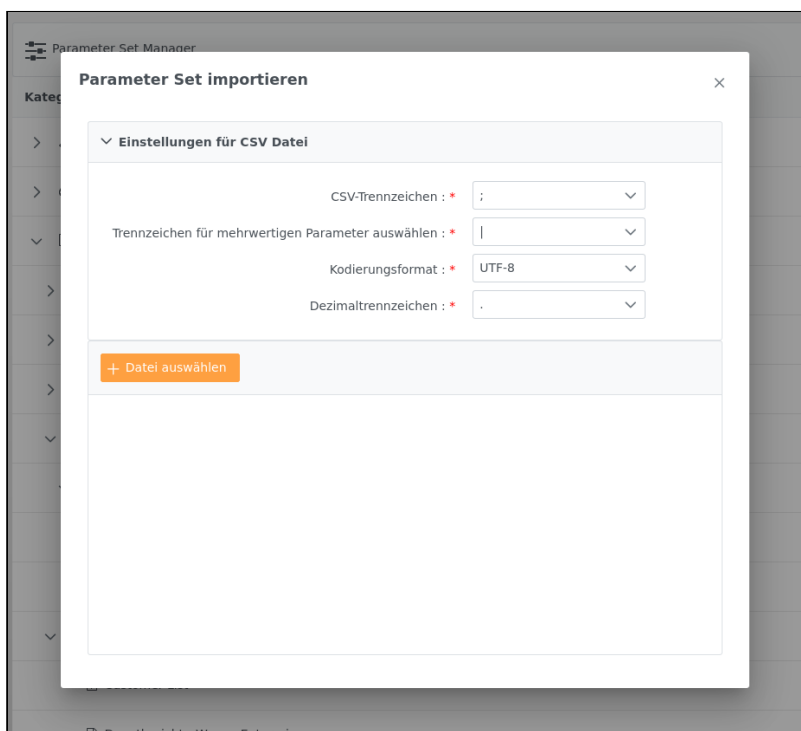 Parameter Set Manager
Parameter Set importieren
Kateg
Einstellungen für CSV Datei
CSV-Trennzeichen : * ;
Trennzeichen für mehrwertigen Parameter auswählen : * |
Kodierungsformat : * UTF-8
Dezimaltrennzeichen : * .
+ Datei auswählen